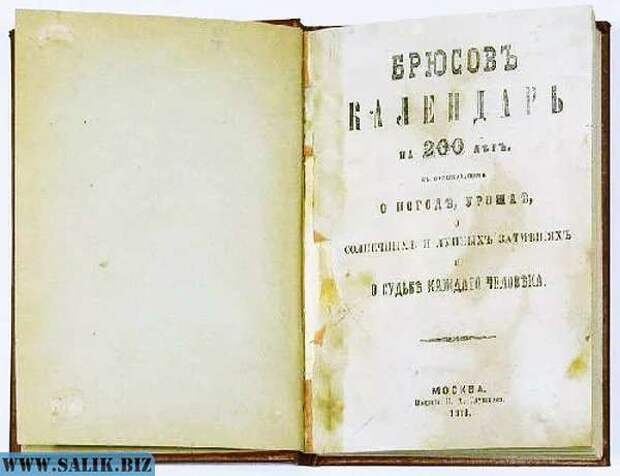 БРЮСОВЪ
КАЛЕНДАРЬ
НА 200 ЛѢТЪ.
О ПОГОДѢ, УРОЖАѢ,
О
СОЛНЕЧНЫХЪ И ЛУННЫХЪ ЗАТМѢНІЯХЪ
И
О СУДЬБѢ КАЖДАГО ЧЕЛОВѢКА.
МОСКВА.
WWW.SALIK.BIZ